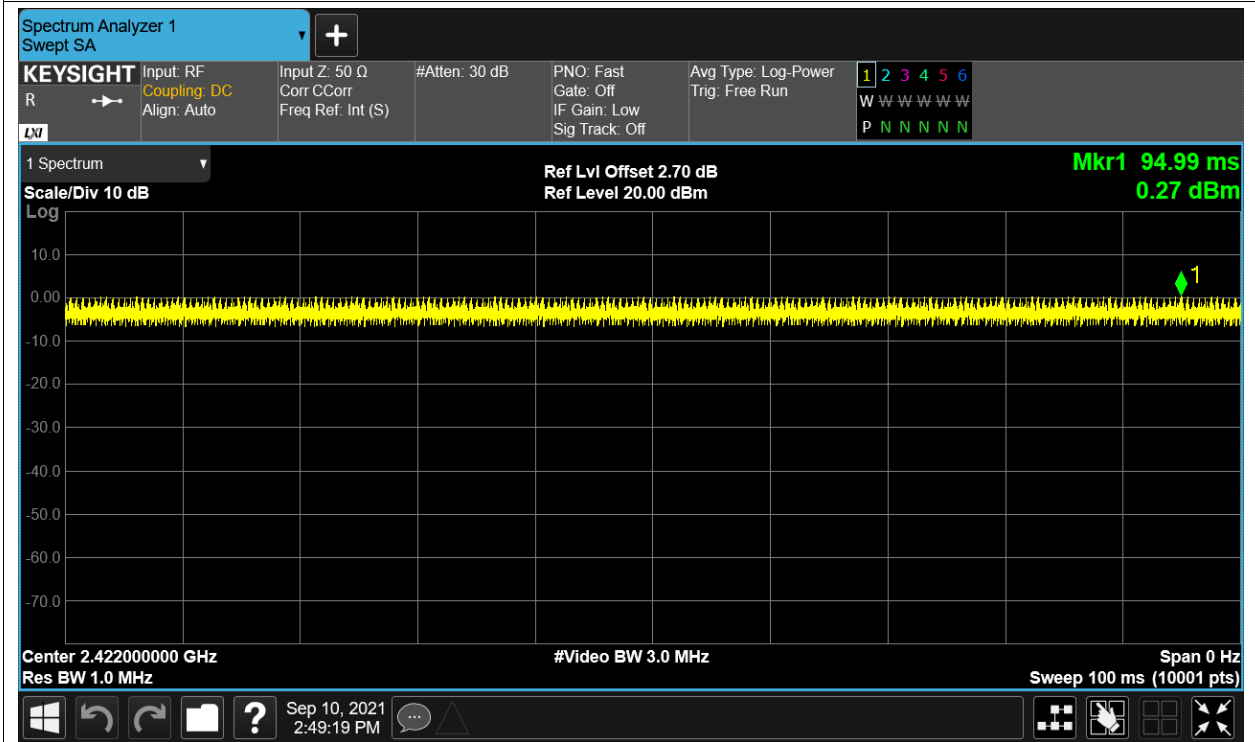 Spectrum Analyzer 1
Swept SA
▼
+
KEYSIGHT
R
LXI
Input: RF
Coupling: DC
Align: Auto
Input Z: 50 Ω
Corr CCorr
Freq Ref: Int (S)
#Atten: 30 dB
PNO: Fast
Gate: Off
IF Gain: Low
Sig Track: Off
Avg Type: Log-Power
Trig: Free Run
1 2 3 4 5 6
W W W W W W
P N N N N N
1 Spectrum ▼
Scale/Div 10 dB
Ref Lvl Offset 2.70 dB
Ref Level 20.00 dBm
Mkr1 94.99 ms
0.27 dBm
Log
10.0
0.00
-10.0
-20.0
-30.0
-40.0
-50.0
-60.0
-70.0
1
Center 2.422000000 GHz
Res BW 1.0 MHz
#Video BW 3.0 MHz
Span 0 Hz
Sweep 100 ms (10001 pts)
?
Sep 10, 2021
2:49:19 PM